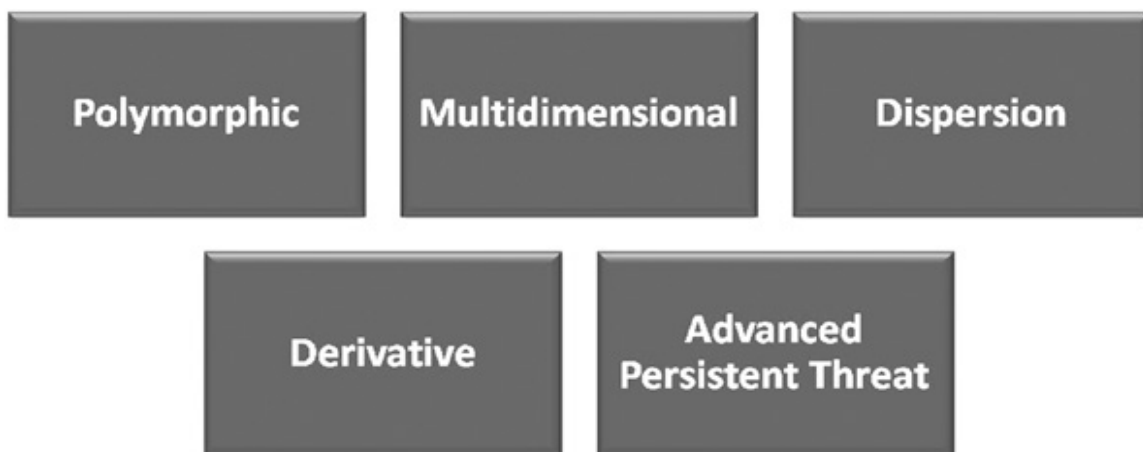 Polymorphic
Multidimensional
Dispersion
Derivative
Advanced
Persistent Threat